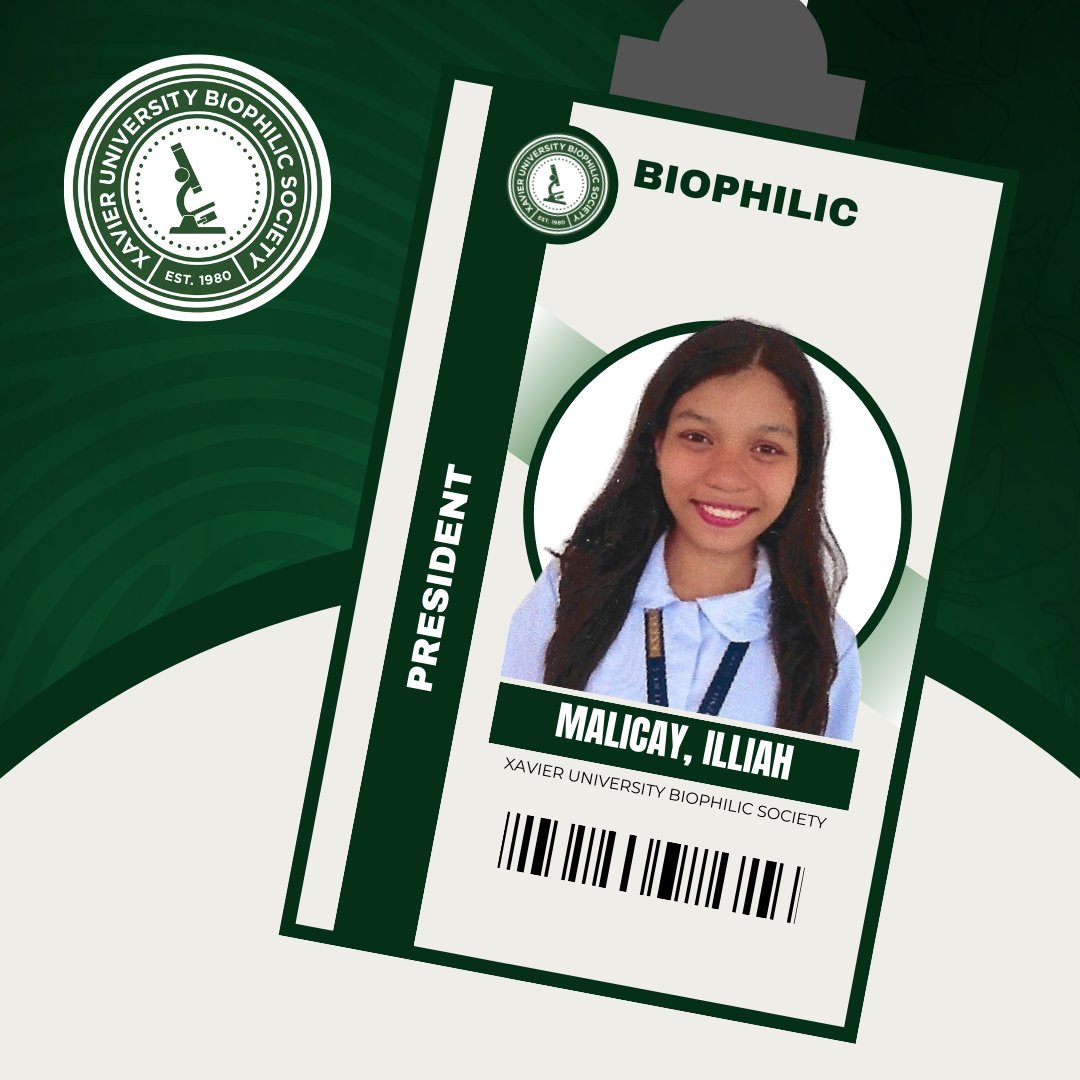 XAVIER UNIVERSITY BIOPHILIC SOCIETY
EST. 1980
XAVIER UNIVERSITY BIOPHILIC SOCIETY
EST. 1980
BIOPHILIC
PRESIDENT
MALICAY, ILLIAH
XAVIER UNIVERSITY BIOPHILIC SOCIETY